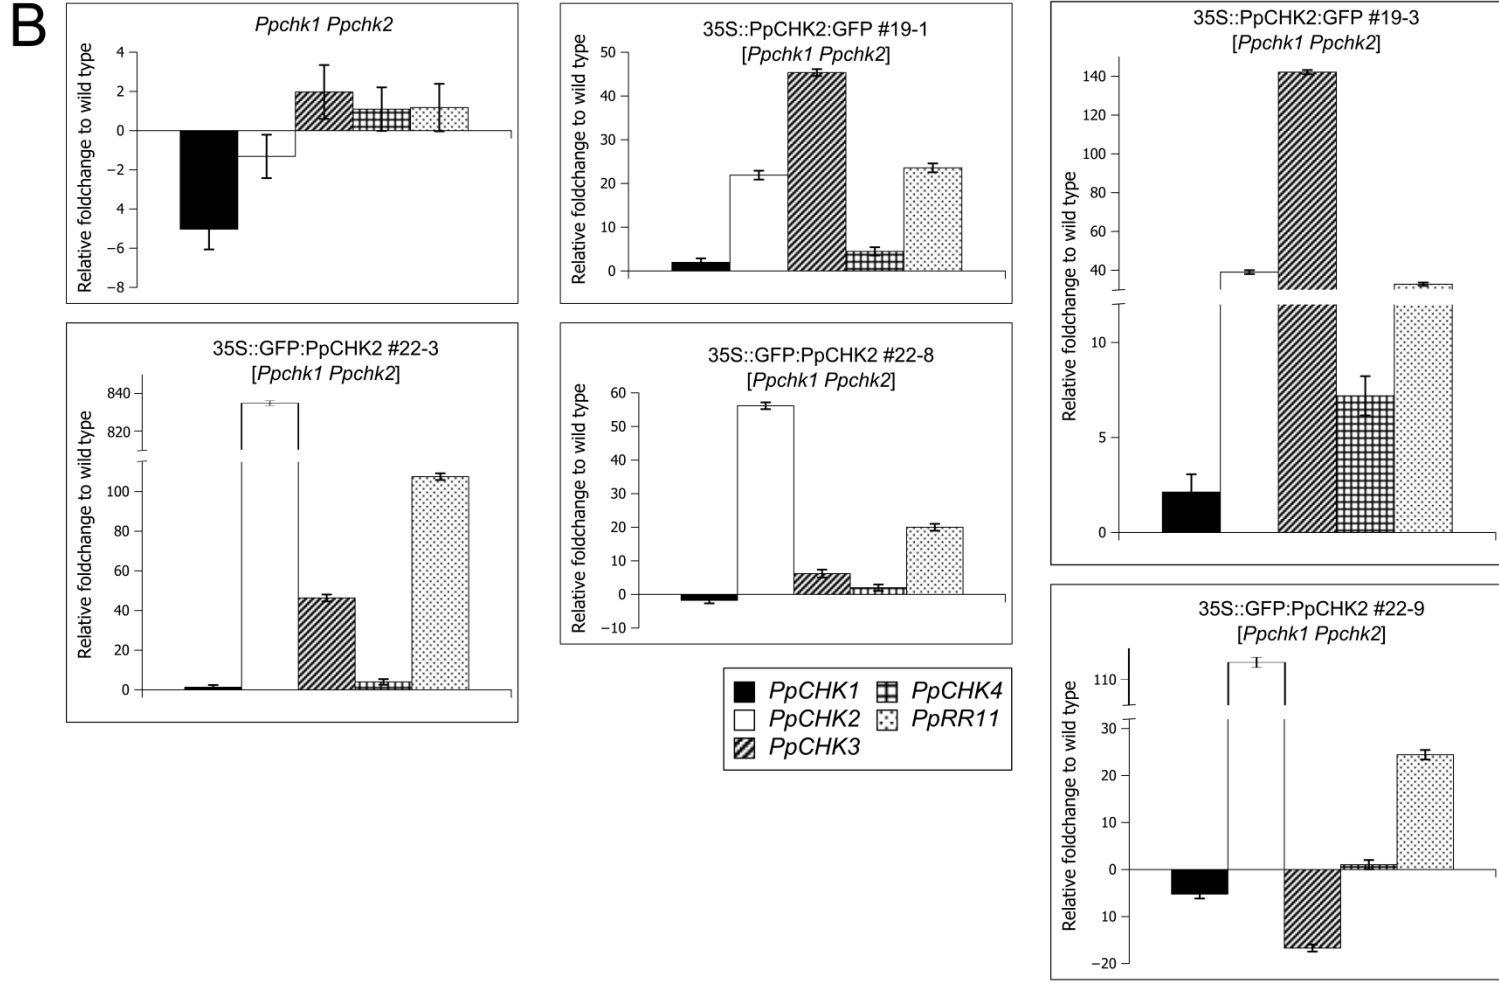 B
Ppchk1 Ppchk2
Relative foldchange to wild type
4
2
0
−2
−4
−6
−8
35S::PpCHK2:GFP #19-1
[Ppchk1 Ppchk2]
Relative foldchange to wild type
50
40
30
20
10
0
35S::PpCHK2:GFP #19-3
[Ppchk1 Ppchk2]
Relative foldchange to wild type
140
120
100
80
60
40
10
5
0
35S::GFP:PpCHK2 #22-3
[Ppchk1 Ppchk2]
Relative foldchange to wild type
840
820
100
80
60
40
20
0
35S::GFP:PpCHK2 #22-8
[Ppchk1 Ppchk2]
Relative foldchange to wild type
60
50
40
30
20
10
0
−10
PpCHK1
PpCHK2
PpCHK3
PpCHK4
PpRR11
35S::GFP:PpCHK2 #22-9
[Ppchk1 Ppchk2]
Relative foldchange to wild type
110
30
20
10
0
10
−20